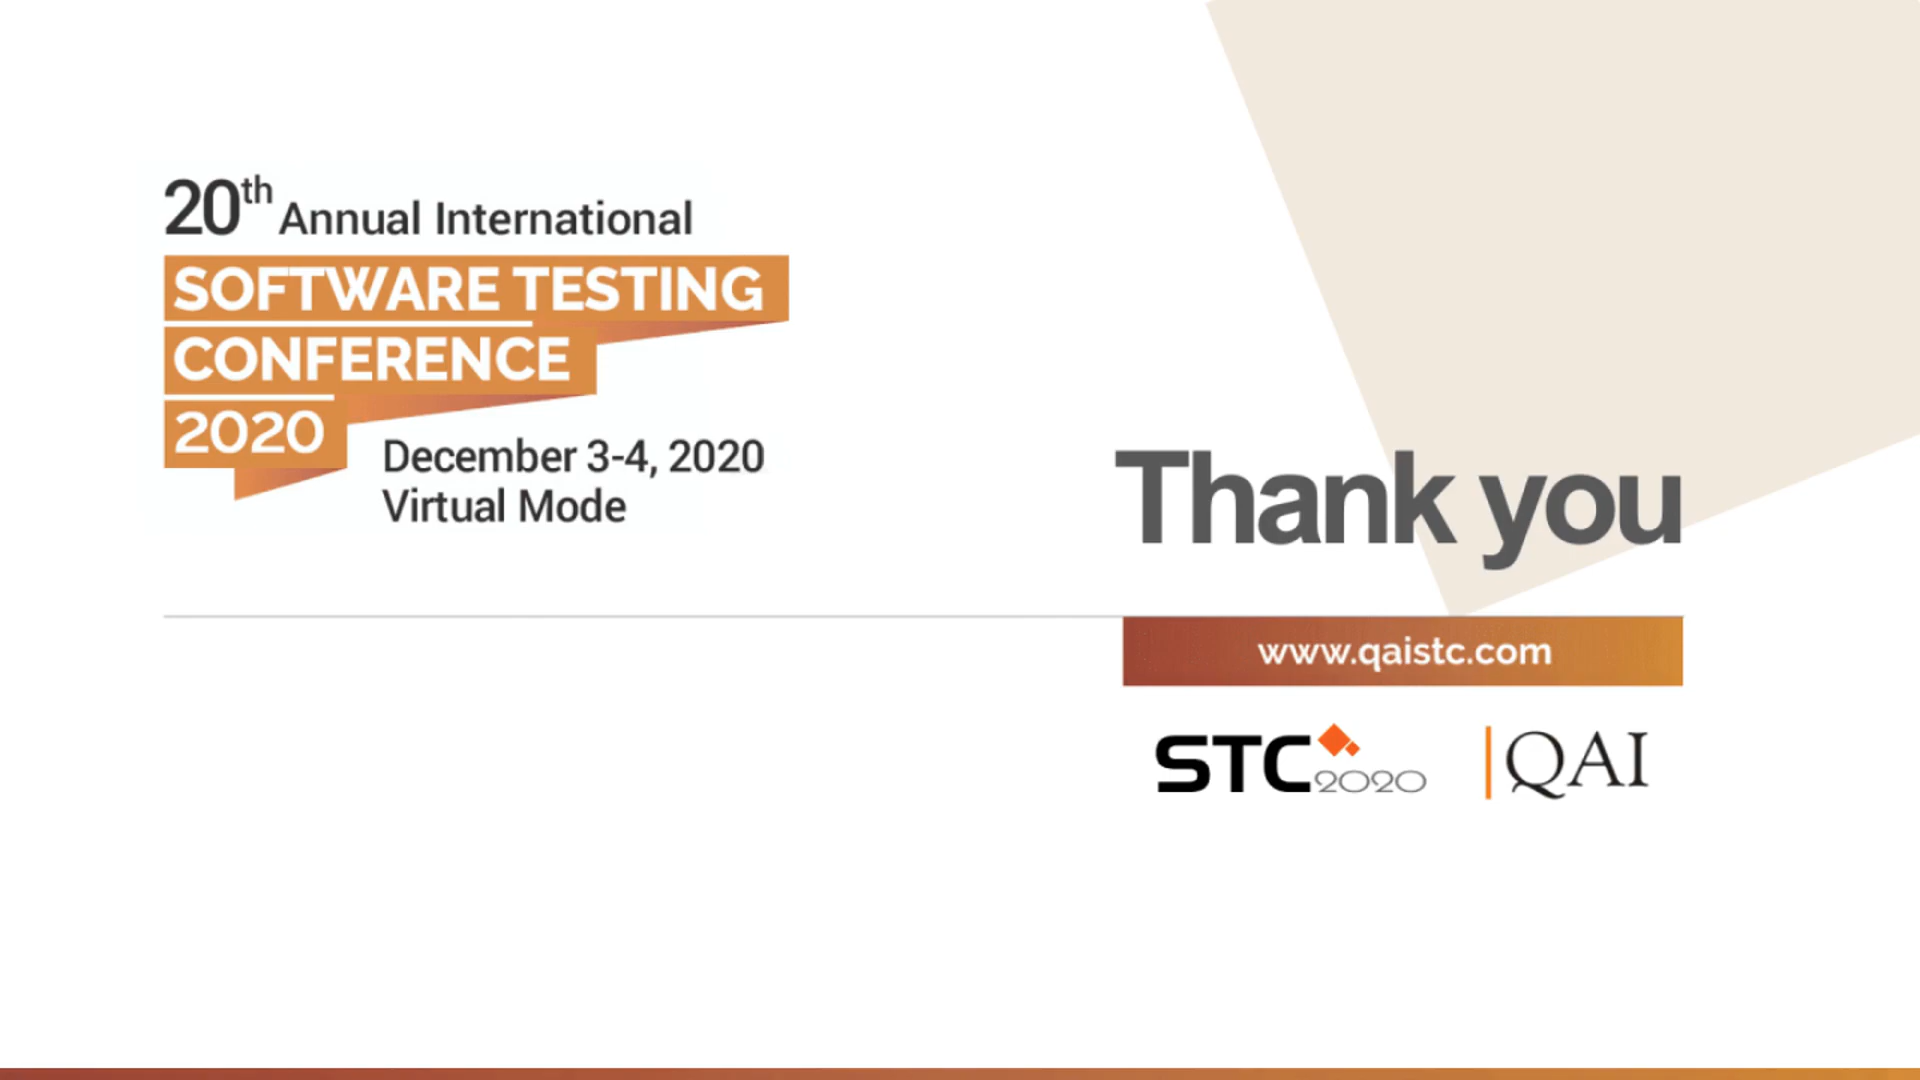 20th Annual International
SOFTWARE TESTING
CONFERENCE
2020
December 3-4, 2020
Virtual Mode
Thank you
www.qaistc.com
STC2020
QAI